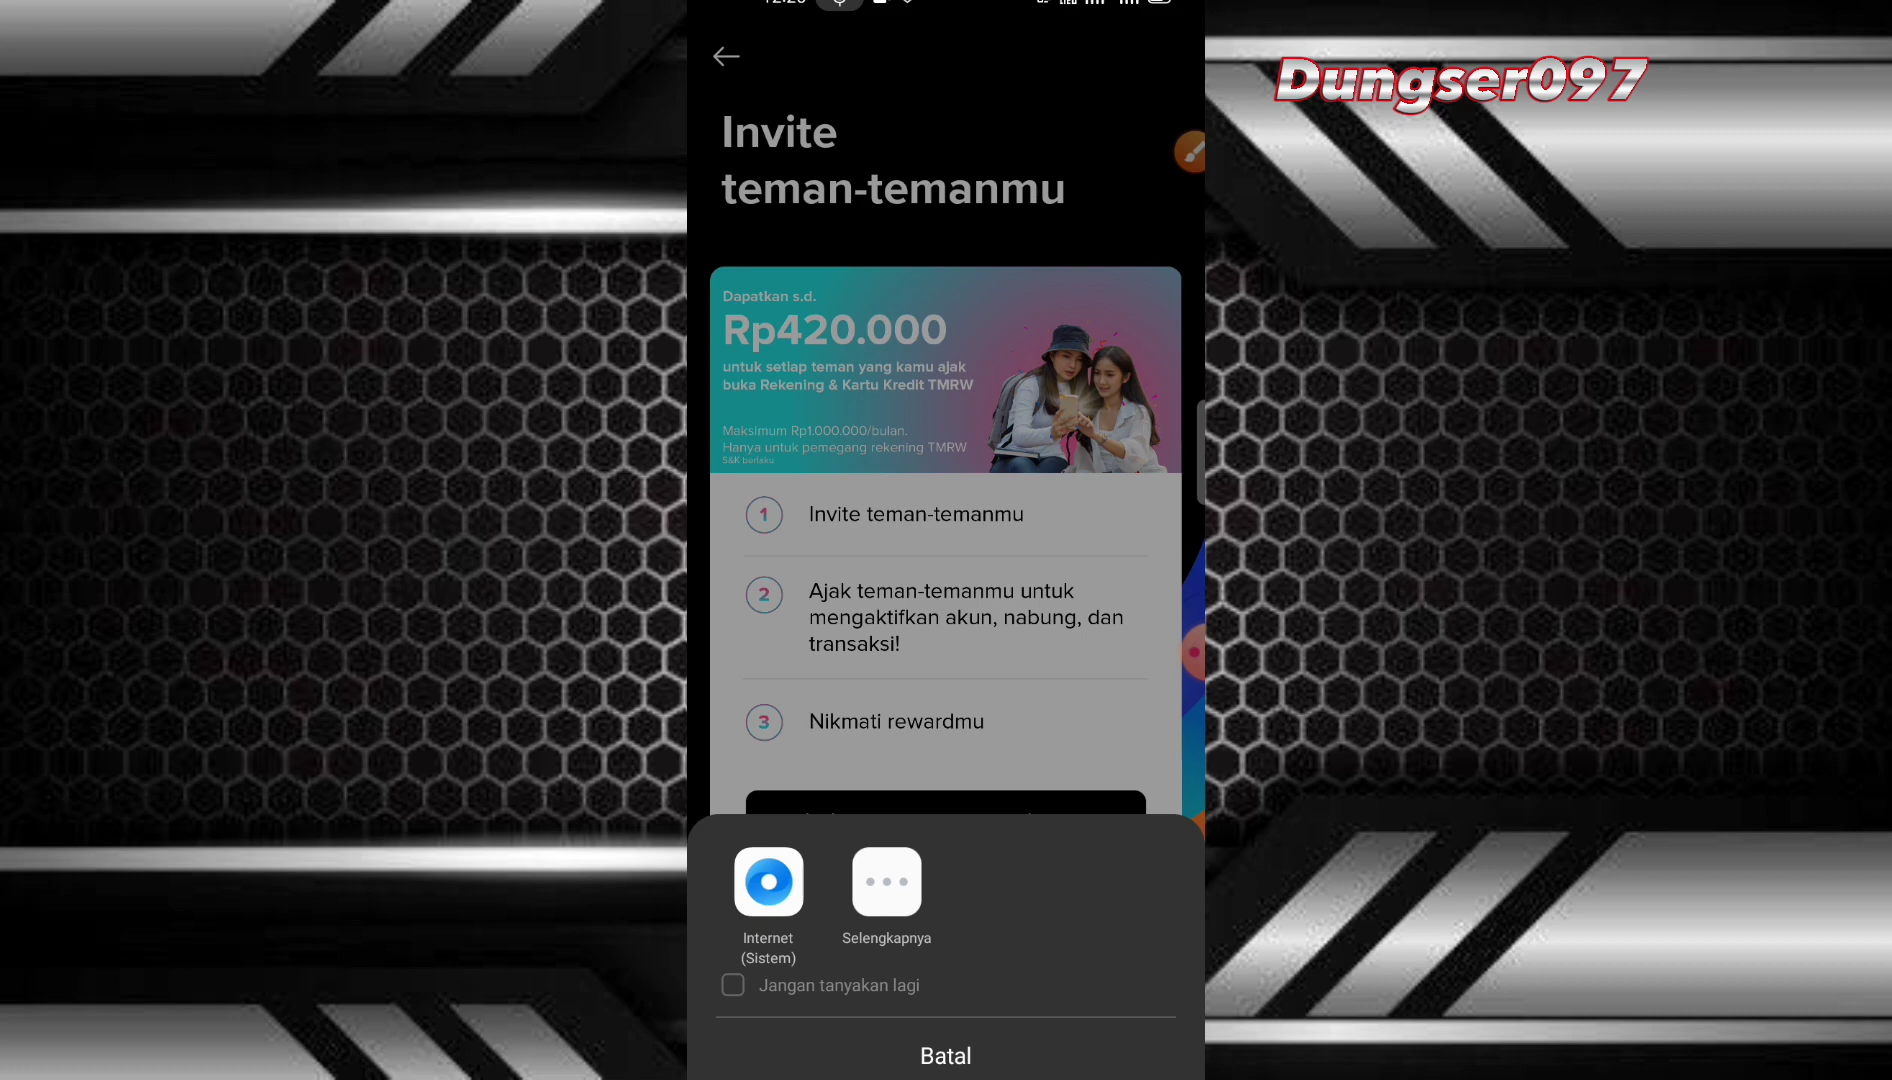 Dungser097
Invite
teman-temanmu
Dapatkan s.d.
Rp420.000
untuk setiap teman yang kamu ajak
buka Rekening & Kartu Kredit TMRW
Maksimum Rp1.000.000/bulan.
Hanya untuk pemegang rekening TMRW
S&K berlaku
1 Invite teman-temanmu
2 Ajak teman-temanmu untuk
mengaktifkan akun, nabung, dan
transaksi!
3 Nikmati rewardmu
Internet
(Sistem)
Selengkapnya
Jangan tanyakan lagi
Batal